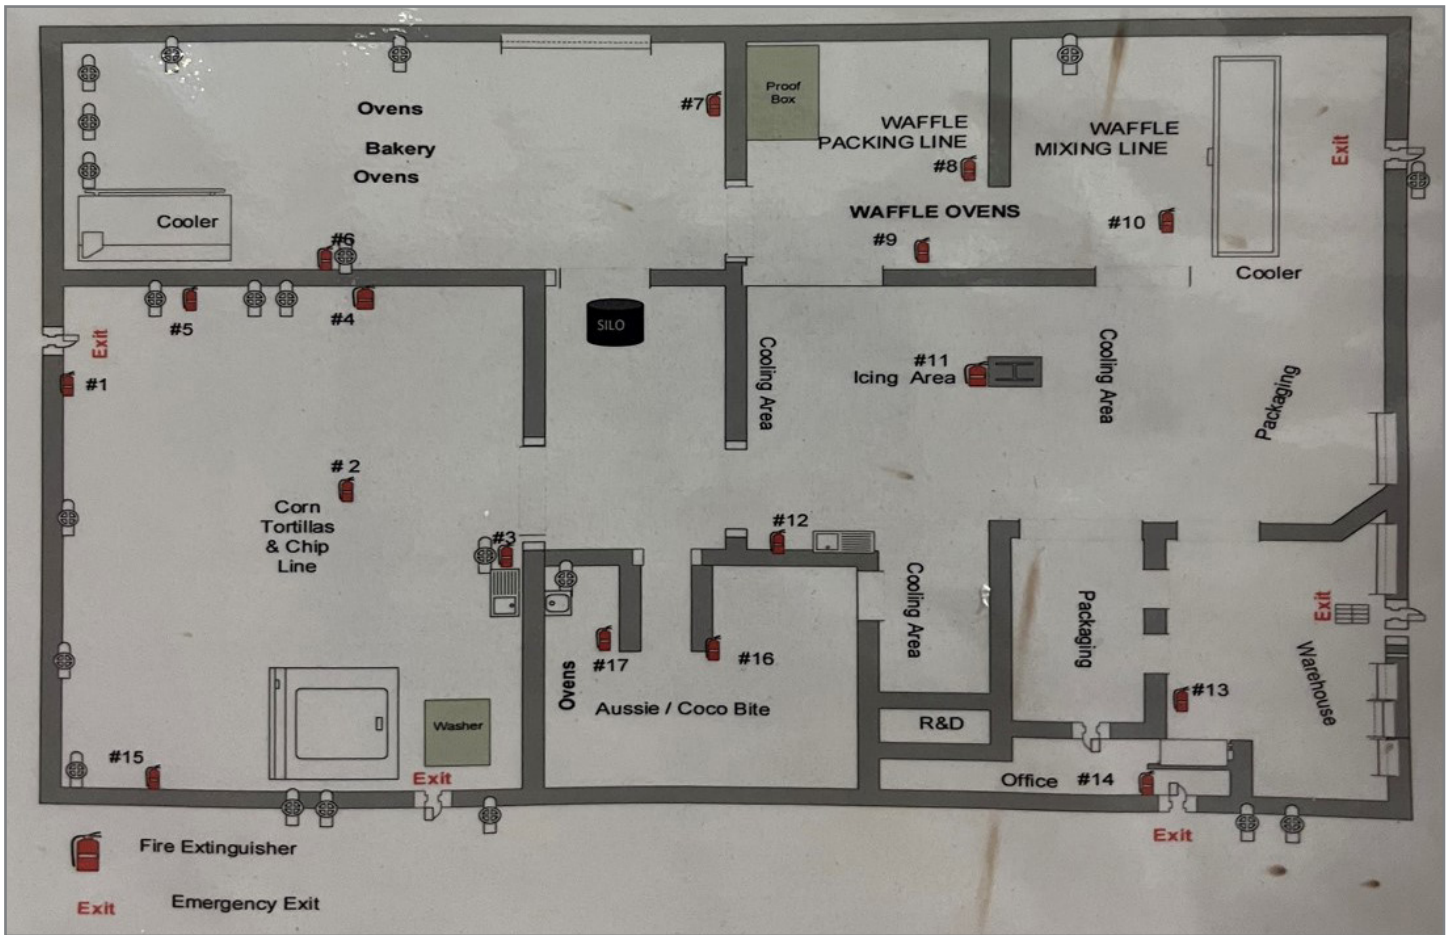 Ovens
Bakery
Ovens
Cooler
#6
#7
Proof
Box
WAFFLE
PACKING LINE
#8
WAFFLE OVENS
#9
WAFFLE
MIXING LINE
#10
Exit
Cooler
#5
#4
Exit
#1
SILO
Cooling Area
#11
Icing Area
Cooling Area
Packaging
# 2
Corn
Tortillas
& Chip
Line
#3
#12
Ovens
#17
#16
Aussie / Coco Bite
Cooling Area
Packaging
Exit
Warehouse
#13
R&D
Washer
#15
Exit
Office #14
Exit
Fire Extinguisher
Exit Emergency Exit